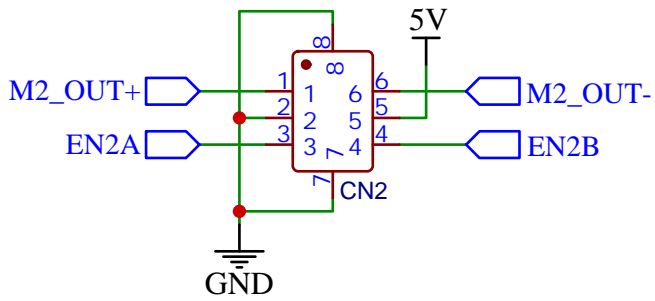 5V
8
8
M2_OUT+ 1 1 6 6 M2_OUT-
2 2 5 5
EN2A 3 3 4 4 EN2B
7
7
CN2
GND